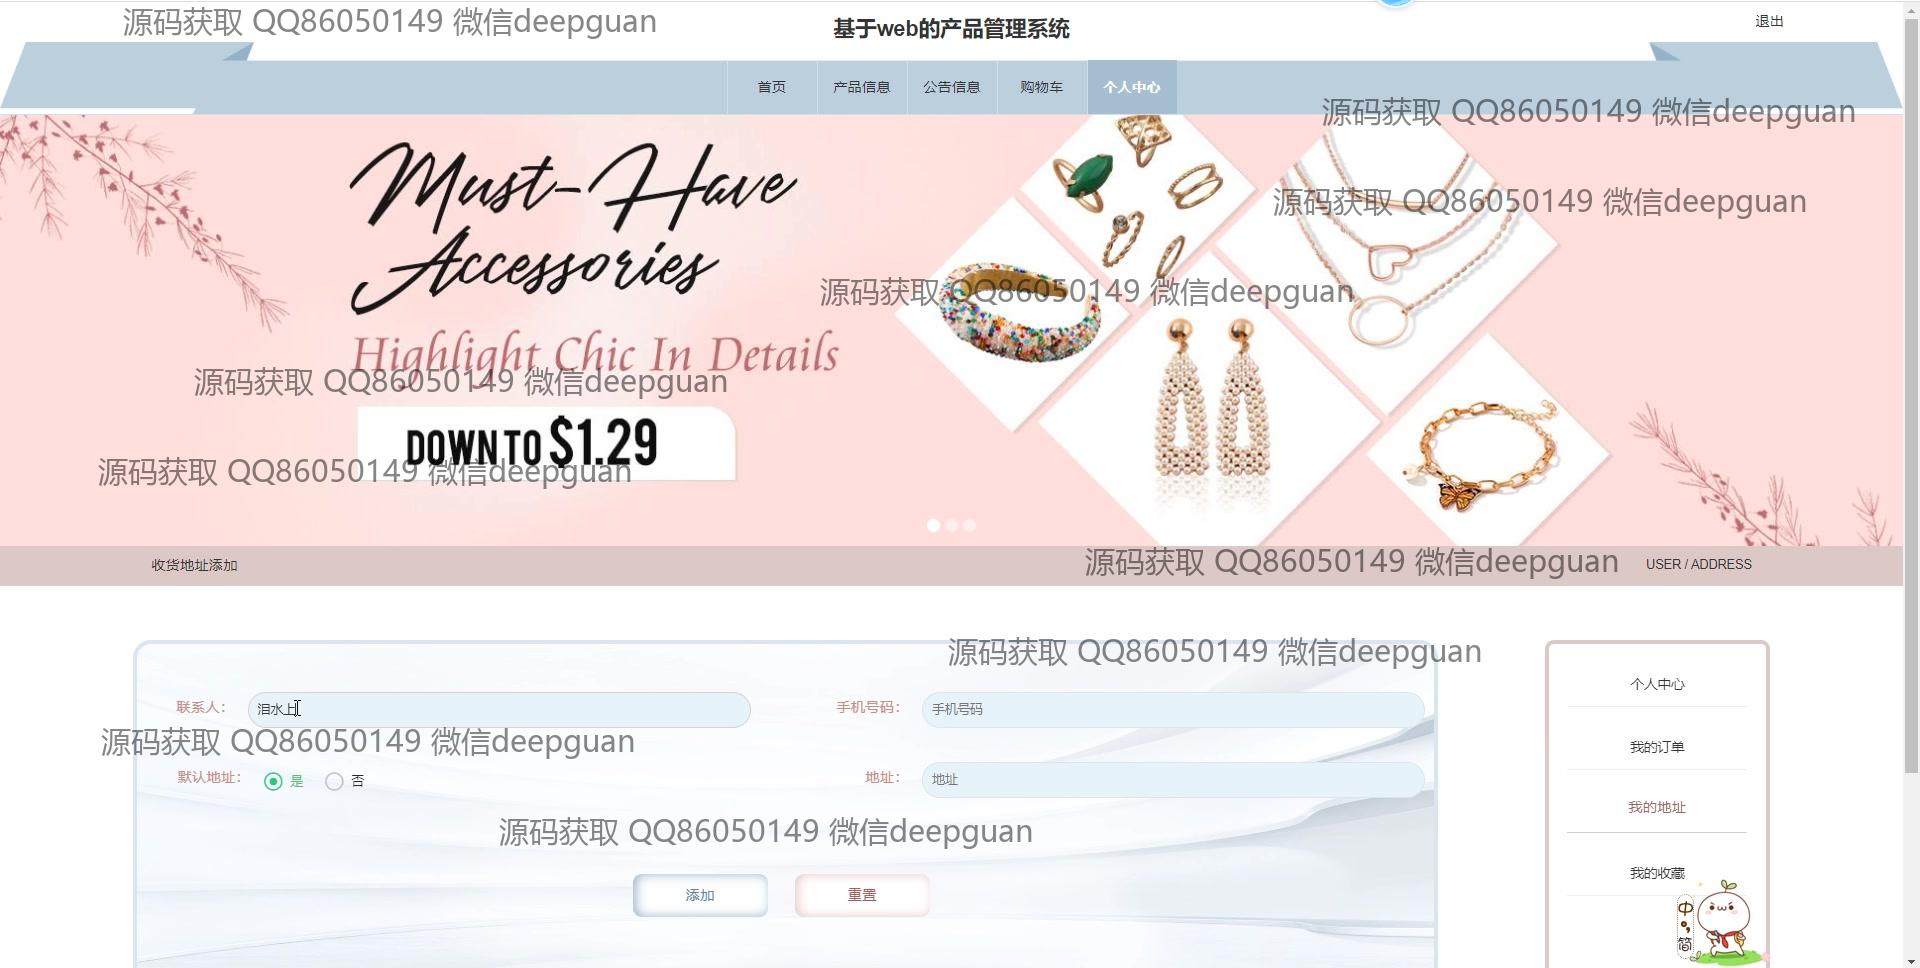 源码获取 QQ86050149 微信deepguan
基于web的产品管理系统
退出
首页
产品信息
公告信息
购物车
个人中心
源码获取 QQ86050149 微信deepguan
Must-Have
Accessories
源码获取 QQ86050149 微信deepguan
源码获取 QQ86050149 微信deepguan
Highlight Chic In Details
源码获取 QQ86050149 微信deepguan
DOWN TO $1.29
源码获取 QQ86050149 微信deepguan
收货地址添加
源码获取 QQ86050149 微信deepguan
USER / ADDRESS
源码获取 QQ86050149 微信deepguan
联系人:
泪水上
手机号码:
手机号码
源码获取 QQ86050149 微信deepguan
默认地址:
是
否
地址:
地址
源码获取 QQ86050149 微信deepguan
添加
重置
个人中心
我的订单
我的地址
我的收藏
中
简